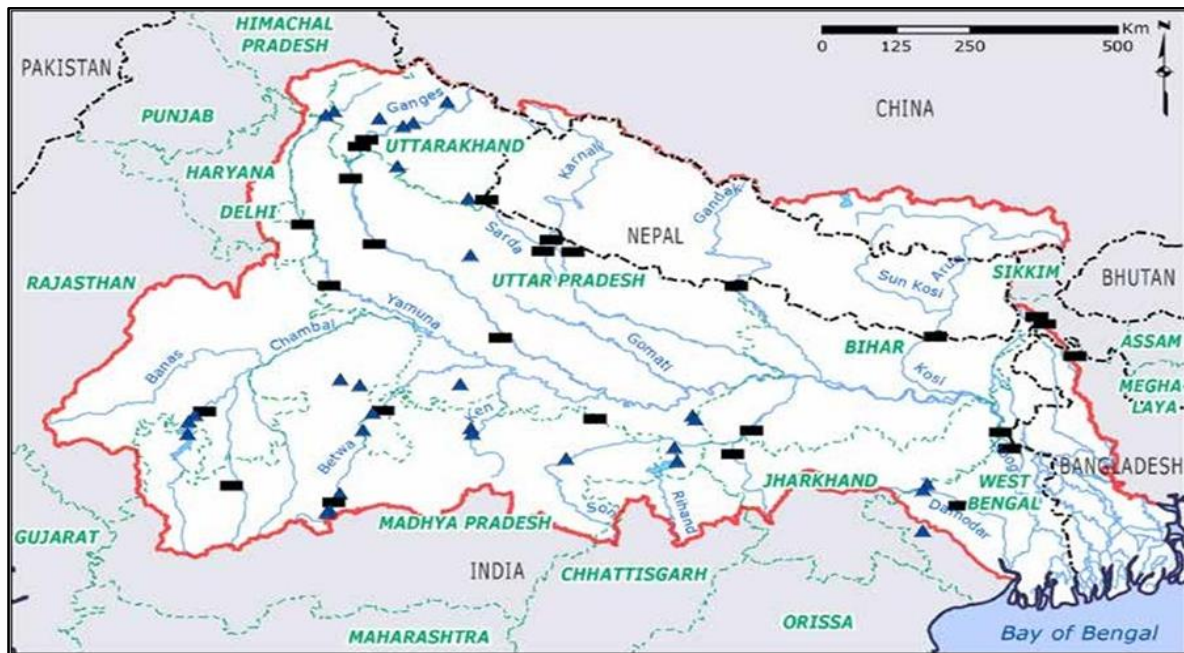 HIMACHAL
PRADESH
PAKISTAN
PUNJAB
HARYANA
DELHI
RAJASTHAN
GUJARAT
Ganges
UTTARAKHAND
Karnali
Gandak
NEPAL
CHINA
Km
0 125 250 500
N
Sarda
UTTAR PRADESH
Sun Kosi
Arun
SIKKIM
BHUTAN
ASSAM
MEGHA-
LAYA
Banas
Chambal
Yamuna
Gomati
BIHAR
Kosi
Betwa
Ken
Son
Rihand
JHARKHAND
WEST
BENGAL
BANGLADESH
Damodar
MADHYA PRADESH
INDIA
CHHATTISGARH
MAHARASHTRA
ORISSA
Bay of Bengal